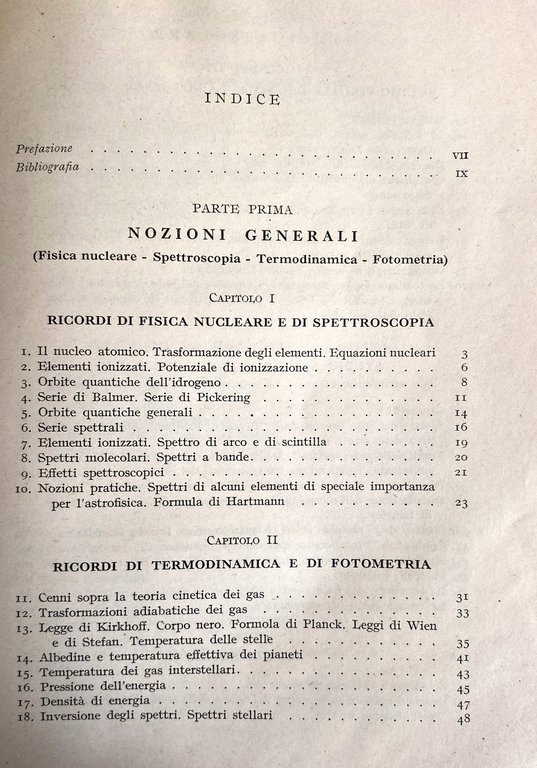 INDICE
Prefazione . . . . . . . . . . . . . . . . . . . . . . VII
Bibliografia . . . . . . . . . . . . . . . . . . . . . . IX
PARTE PRIMA
NOZIONI GENERALI
(Fisica nucleare - Spettroscopia - Termodinamica - Fotometria)
CAPITOLO I
RICORDI DI FISICA NUCLEARE E DI SPETTROSCOPIA
1. Il nucleo atomico. Trasformazione degli elementi. Equazioni nucleari 3
2. Elementi ionizzati. Potenziale di ionizzazione . . . . . . . . 6
3. Orbite quantiche dell'idrogeno . . . . . . . . . . . . . 8
4. Serie di Balmer. Serie di Pickering . . . . . . . . . . . 11
5. Orbite quantiche generali . . . . . . . . . . . . . . . 14
6. Serie spettrali . . . . . . . . . . . . . . . . . . . 16
7. Elementi ionizzati. Spettro di arco e di scintilla . . . . . . . 19
8. Spettri molecolari. Spettri a bande . . . . . . . . . . . . 20
9. Effetti spettroscopici . . . . . . . . . . . . . . . . . 21
10. Nozioni pratiche. Spettri di alcuni elementi di speciale importanza
per l'astrofisica. Formula di Hartmann . . . . . . . . . 23
CAPITOLO II
RICORDI DI TERMODINAMICA E DI FOTOMETRIA
11. Cenni sopra la teoria cinetica dei gas . . . . . . . . . . . 31
12. Trasformazioni adiabatiche dei gas . . . . . . . . . . . . 33
13. Legge di Kirkhoff. Corpo nero. Formula di Planck. Leggi di Wien
e di Stefan. Temperatura delle stelle . . . . . . . . . . 35
14. Albedine e temperatura effettiva dei pianeti . . . . . . . . 41
15. Temperatura dei gas interstellari . . . . . . . . . . . . . 43
16. Pressione dell'energia . . . . . . . . . . . . . . . . . 45
17. Densità di energia . . . . . . . . . . . . . . . . . . 47
18. Inversione degli spettri. Spettri stellari . . . . . . . . . . 48